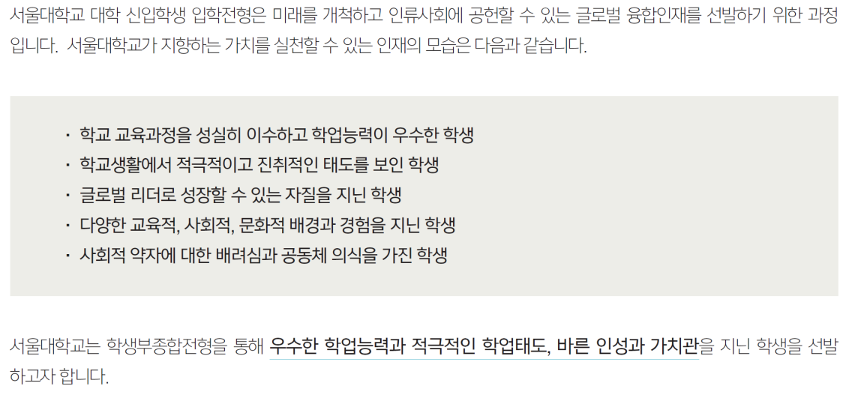 서울대학교 대학 신입학생 입학전형은 미래를 개척하고 인류사회에 공헌할 수 있는 글로벌 융합인재를 선발하기 위한 과정
입니다. 서울대학교가 지향하는 가치를 실천할 수 있는 인재의 모습은 다음과 같습니다.
· 학교 교육과정을 성실히 이수하고 학업능력이 우수한 학생
· 학교생활에서 적극적이고 진취적인 태도를 보인 학생
· 글로벌 리더로 성장할 수 있는 자질을 지닌 학생
· 다양한 교육적, 사회적, 문화적 배경과 경험을 지닌 학생
· 사회적 약자에 대한 배려심과 공동체 의식을 가진 학생
서울대학교는 학생부종합전형을 통해 우수한 학업능력과 적극적인 학업태도, 바른 인성과 가치관을 지닌 학생을 선발
하고자 합니다.